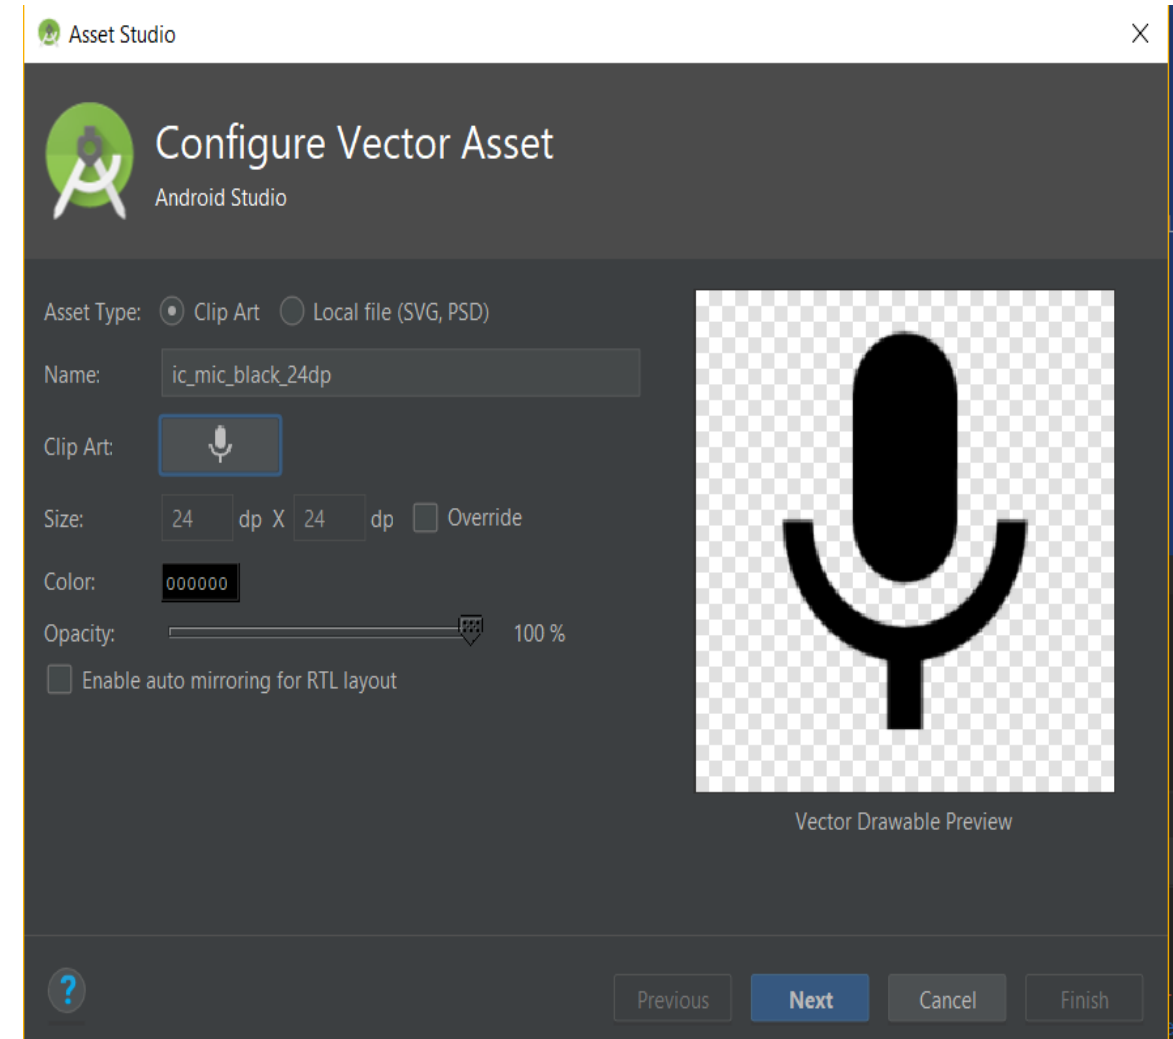 Asset Studio
Configure Vector Asset
Android Studio
Asset Type: Clip Art Local file (SVG, PSD)
Name: ic_mic_black_24dp
Clip Art:
Size: 24 dp X 24 dp Override
Color: 000000
Opacity: 100 %
Enable auto mirroring for RTL layout
Vector Drawable Preview
? Previous Next Cancel Finish